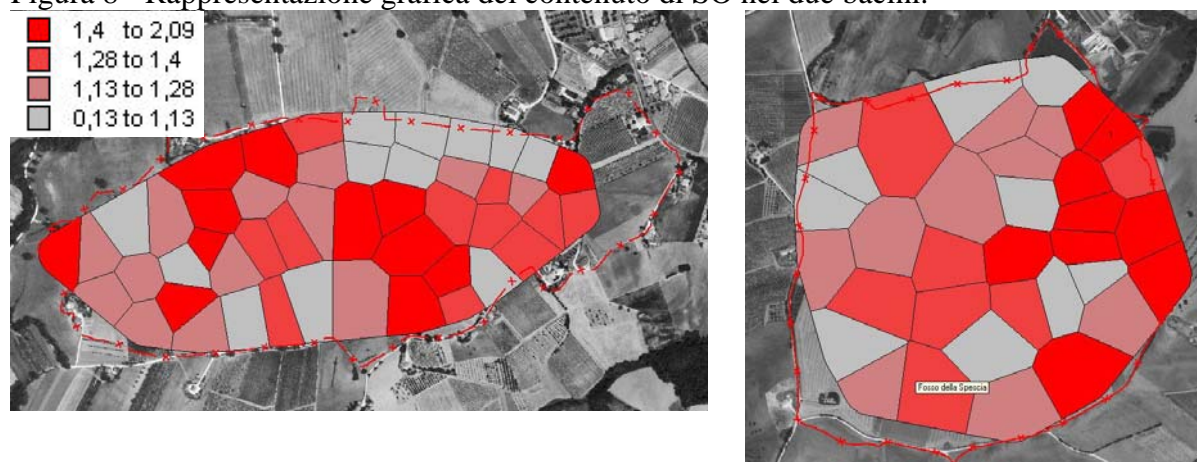 Figura 8 - Rappresentazione grafica del contenuto di SO nei due bacini.
1,4 to 2,09
1,28 to 1,4
1,13 to 1,28
0,13 to 1,13
Fosso della Spescia